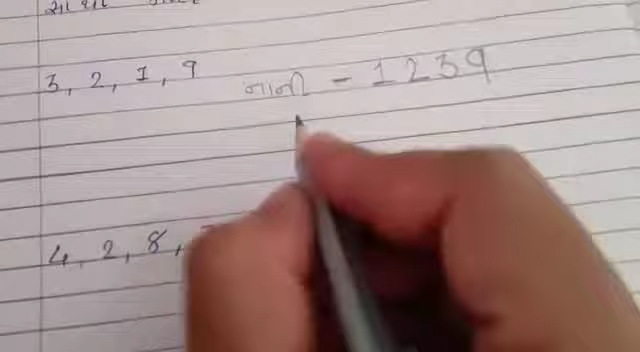 3, 2, 1, 9 નાની - 1239
4, 2, 8,